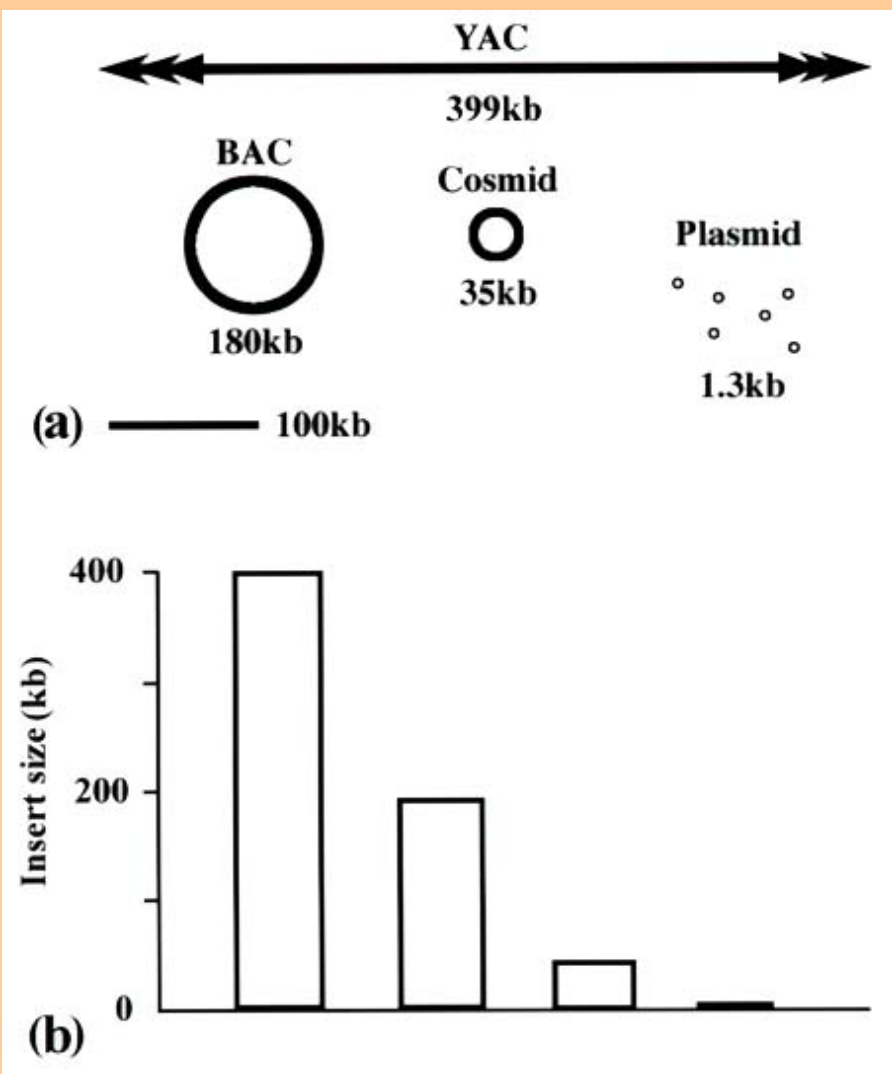 YAC
399kb
BAC
Cosmid
Plasmid
35kb
180kb
1.3kb
(a)
100kb
400
200
0
Insert size (kb)
(b)